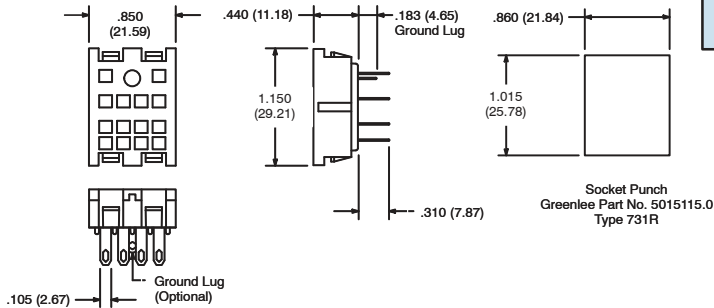 .850
(21.59)
.440 (11.18)
.183 (4.65)
Ground Lug
.860 (21.84)
1.150
(29.21)
1.015
(25.78)
.310 (7.87)
Socket Punch
Greenlee Part No. 5015115.0
Type 731R
Ground Lug
(Optional)
.105 (2.67)